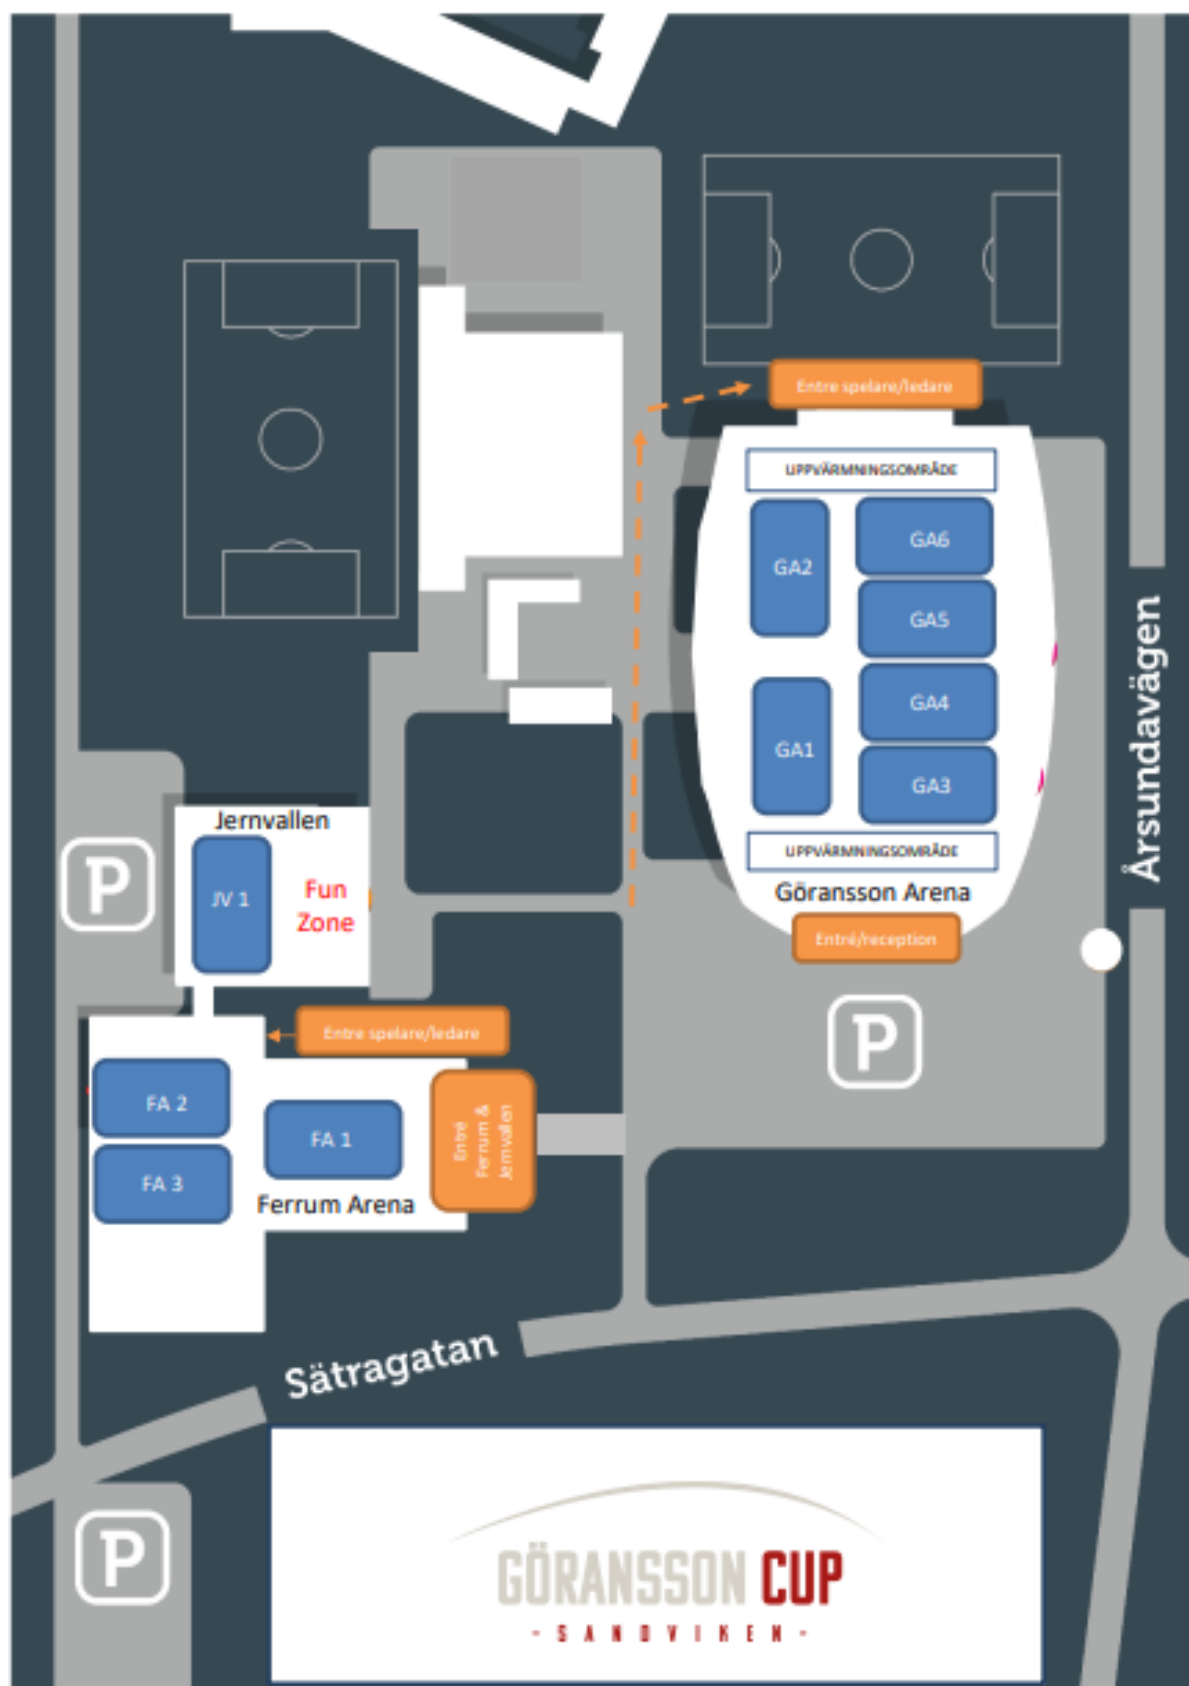 Entre spelare/ledare
UPPVÄRMNINGSOMRÅDE
GA2
GA6
GA5
GA4
GA1
GA3
UPPVÄRMNINGSOMRÅDE
Göransson Arena
Entré/reception
Årsundavägen
P
Jernvallen
JV 1
Fun
Zone
P
Entre spelare/ledare
FA 2
FA 1
FA 3
Entré
Ferrum &
Jernvallen
Ferrum Arena
Sätragatan
P
GÖRANSSON CUP
- SANDVIKEN -